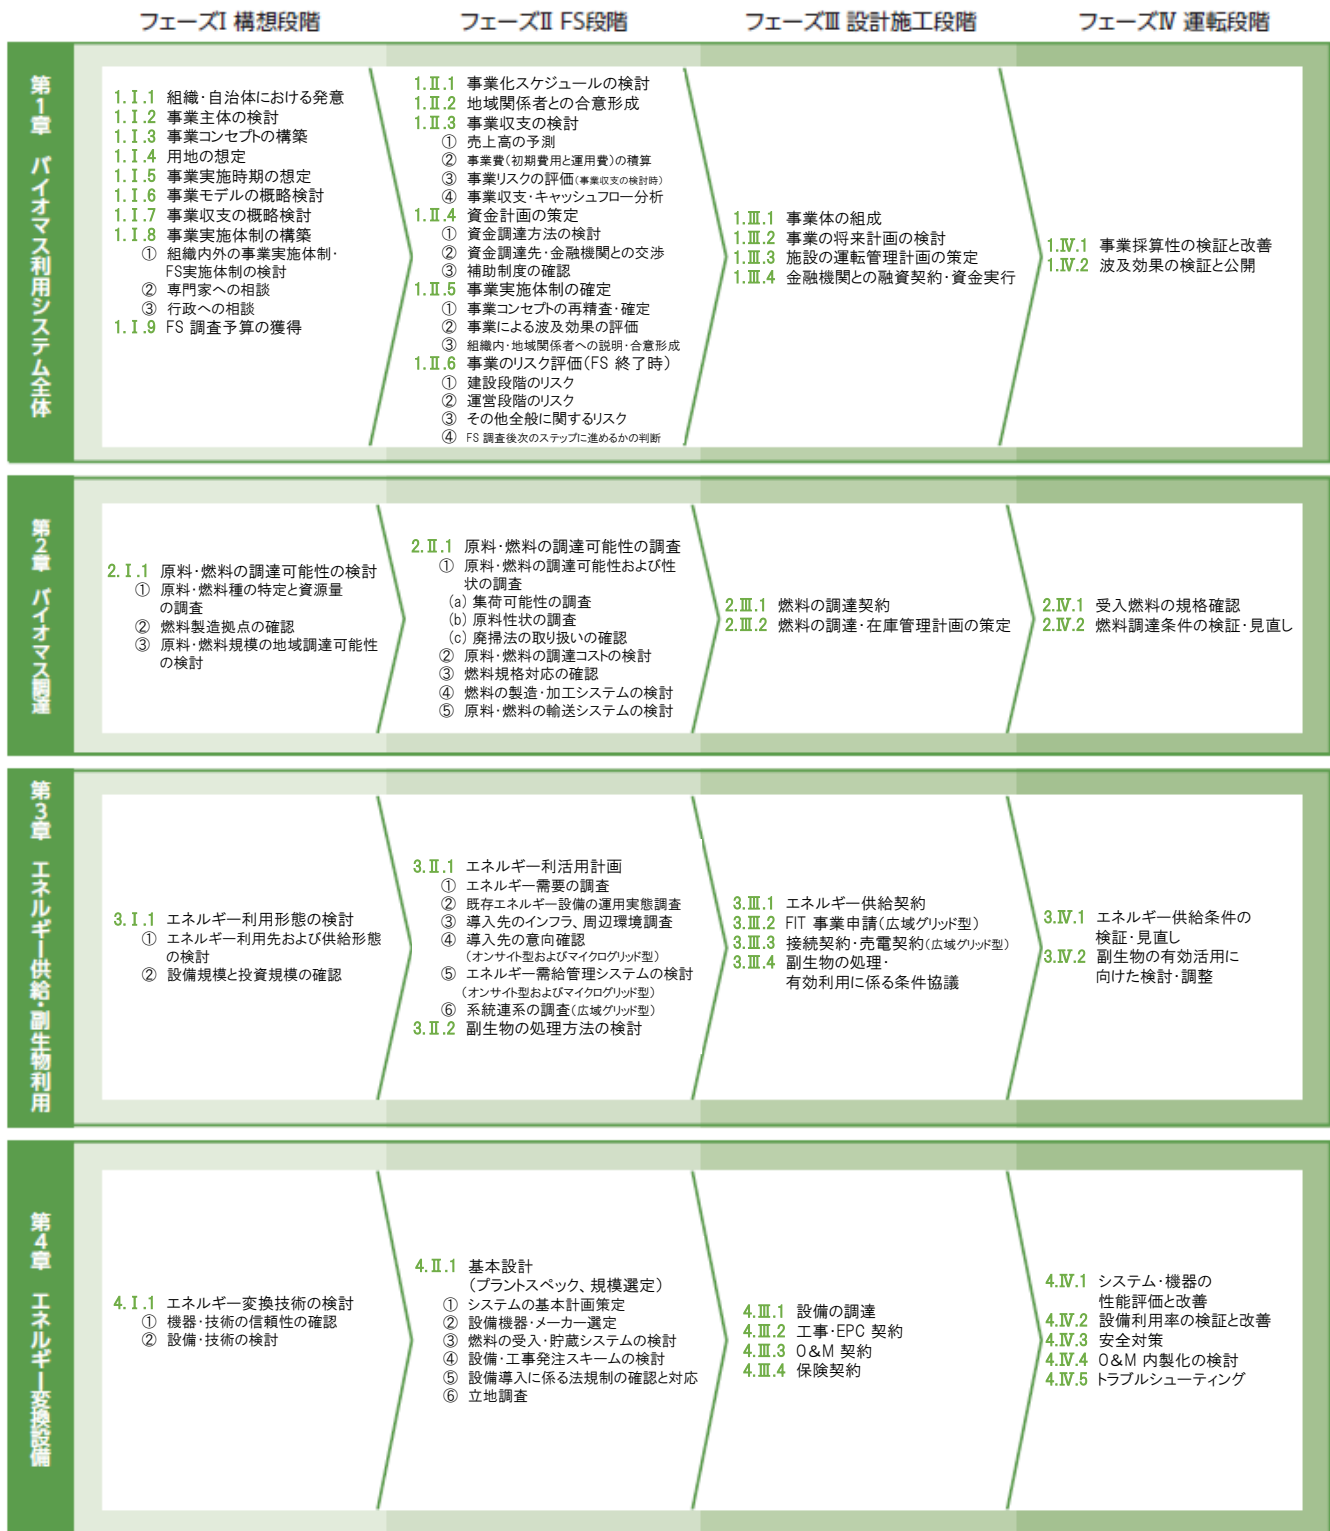 フェーズⅠ 構想段階
フェーズⅡ FS段階
フェーズⅢ 設計施工段階
フェーズⅣ 運転段階
第1章 バイオマス利用システム全体
1.Ⅰ.1 組織・自治体における発意
1.Ⅰ.2 事業主体の検討
1.Ⅰ.3 事業コンセプトの構築
1.Ⅰ.4 用地の想定
1.Ⅰ.5 事業実施時期の想定
1.Ⅰ.6 事業モデルの概略検討
1.Ⅰ.7 事業収支の概略検討
1.Ⅰ.8 事業実施体制の構築
① 組織内外の事業実施体制・
FS実施体制の検討
② 専門家への相談
③ 行政への相談
1.Ⅰ.9 FS 調査予算の獲得
1.Ⅱ.1 事業化スケジュールの検討
1.Ⅱ.2 地域関係者との合意形成
1.Ⅱ.3 事業収支の検討
① 売上高の予測
② 事業費(初期費用と運用費)の積算
③ 事業リスクの評価(事業収支の検討時)
④ 事業収支・キャッシュフロー分析
1.Ⅱ.4 資金計画の策定
① 資金調達方法の検討
② 資金調達先・金融機関との交渉
③ 補助制度の確認
1.Ⅱ.5 事業実施体制の確定
① 事業コンセプトの再精査・確定
② 事業による波及効果の評価
③ 組織内・地域関係者への説明・合意形成
1.Ⅱ.6 事業のリスク評価(FS 終了時)
① 建設段階のリスク
② 運営段階のリスク
③ その他全般に関するリスク
④ FS 調査後次のステップに進めるかの判断
1.Ⅲ.1 事業体の組成
1.Ⅲ.2 事業の将来計画の検討
1.Ⅲ.3 施設の運転管理計画の策定
1.Ⅲ.4 金融機関との融資契約・資金実行
1.Ⅳ.1 事業採算性の検証と改善
1.Ⅳ.2 波及効果の検証と公開
第2章 バイオマス調達
2.Ⅰ.1 原料・燃料の調達可能性の検討
① 原料・燃料種の特定と資源量
の調査
② 燃料製造拠点の確認
③ 原料・燃料規模の地域調達可能性
の検討
2.Ⅱ.1 原料・燃料の調達可能性の調査
① 原料・燃料の調達可能性および性
状の調査
(a) 集荷可能性の調査
(b) 原料性状の調査
(c) 廃掃法の取り扱いの確認
② 原料・燃料の調達コストの検討
③ 燃料規格対応の確認
④ 燃料の製造・加工システムの検討
⑤ 原料・燃料の輸送システムの検討
2.Ⅲ.1 燃料の調達契約
2.Ⅲ.2 燃料の調達・在庫管理計画の策定
2.Ⅳ.1 受入燃料の規格確認
2.Ⅳ.2 燃料調達条件の検証・見直し
第3章 エネルギー供給・副生物利用
3.Ⅰ.1 エネルギー利用形態の検討
① エネルギー利用先および供給形態
の検討
② 設備規模と投資規模の確認
3.Ⅱ.1 エネルギー利活用計画
① エネルギー需要の調査
② 既存エネルギー設備の運用実態調査
③ 導入先のインフラ、周辺環境調査
④ 導入先の意向確認
(オンサイト型およびマイクログリッド型)
⑤ エネルギー需給管理システムの検討
(オンサイト型およびマイクログリッド型)
⑥ 系統連系の調査(広域グリッド型)
3.Ⅱ.2 副生物の処理方法の検討
3.Ⅲ.1 エネルギー供給契約
3.Ⅲ.2 FIT 事業申請(広域グリッド型)
3.Ⅲ.3 接続契約・売電契約(広域グリッド型)
3.Ⅲ.4 副生物の処理・
有効利用に係る条件協議
3.Ⅳ.1 エネルギー供給条件の
検証・見直し
3.Ⅳ.2 副生物の有効活用に
向けた検討・調整
第4章 エネルギー変換設備
4.Ⅰ.1 エネルギー変換技術の検討
① 機器・技術の信頼性の確認
② 設備・技術の検討
4.Ⅱ.1 基本設計
(プラントスペック、規模選定)
① システムの基本計画策定
② 設備機器・メーカー選定
③ 燃料の受入・貯蔵システムの検討
④ 設備・工事発注スキームの検討
⑤ 設備導入に係る法規制の確認と対応
⑥ 立地調査
4.Ⅲ.1 設備の調達
4.Ⅲ.2 工事・EPC 契約
4.Ⅲ.3 O&M 契約
4.Ⅲ.4 保険契約
4.Ⅳ.1 システム・機器の
性能評価と改善
4.Ⅳ.2 設備利用率の検証と改善
4.Ⅳ.3 安全対策
4.Ⅳ.4 O&M 内製化の検討
4.Ⅳ.5 トラブルシューティング